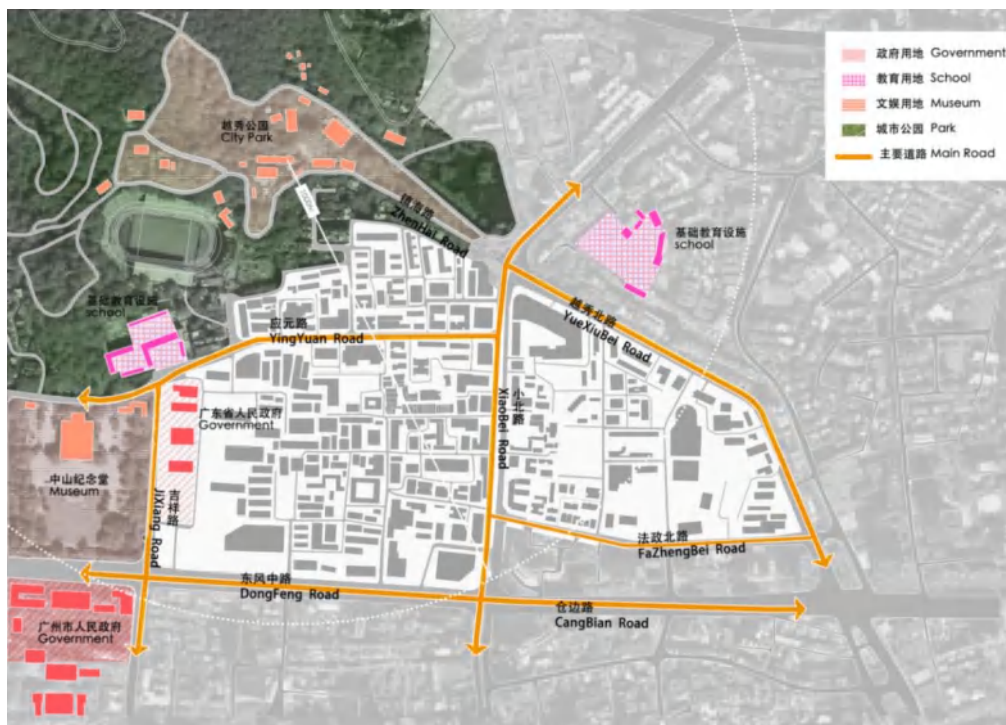 政府用地 Government
教育用地 School
文娱用地 Museum
城市公园 Park
主要道路 Main Road
越秀公园
City Park
镇海路
ZhenHai Road
基础教育设施
school
基础教育设施
school
越秀北路
YueXiuBei Road
应元路
YingYuan Road
小北路
XiaoBei Road
广东省人民政府
Government
中山纪念堂
Museum
吉祥路
JiXiang Road
法政北路
FaZhengBei Road
东风中路
DongFeng Road
仓边路
CangBian Road
广州市人民政府
Government